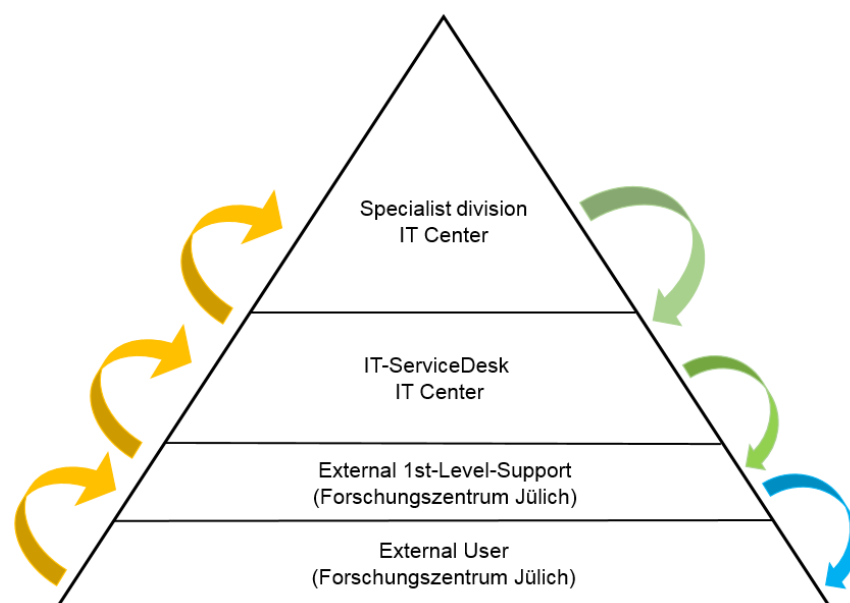 Specialist division
IT Center
IT-ServiceDesk
IT Center
External 1st-Level-Support
(Forschungszentrum Jülich)
External User
(Forschungszentrum Jülich)